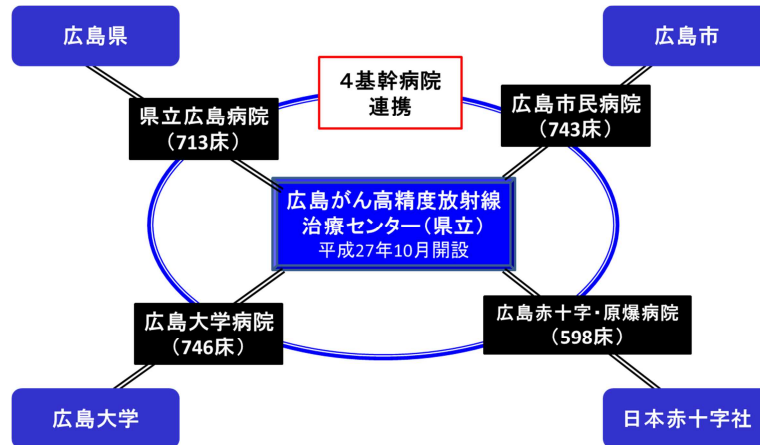 広島県
広島市
4基幹病院
連携
県立広島病院
(713床)
広島市民病院
(743床)
広島がん高精度放射線
治療センター(県立)
平成27年10月開設
広島大学病院
(746床)
広島赤十字・原爆病院
(598床)
広島大学
日本赤十字社